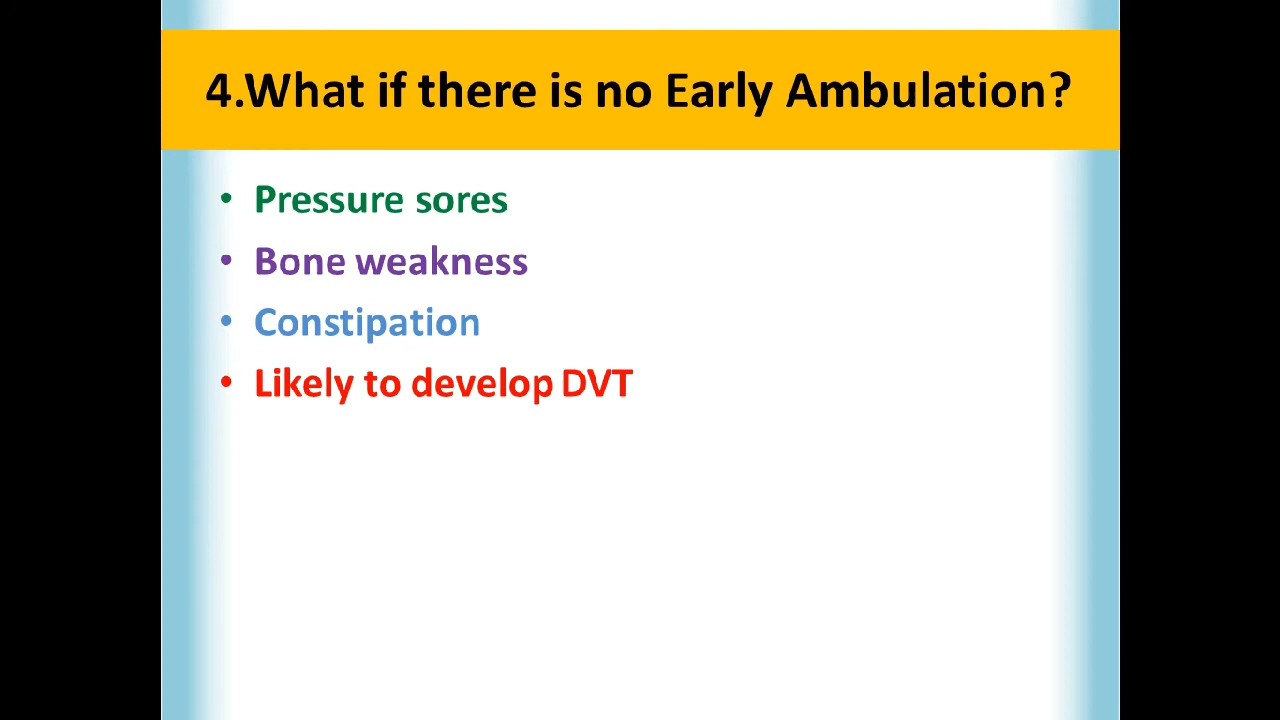 4.What if there is no Early Ambulation?
• Pressure sores
• Bone weakness
• Constipation
• Likely to develop DVT